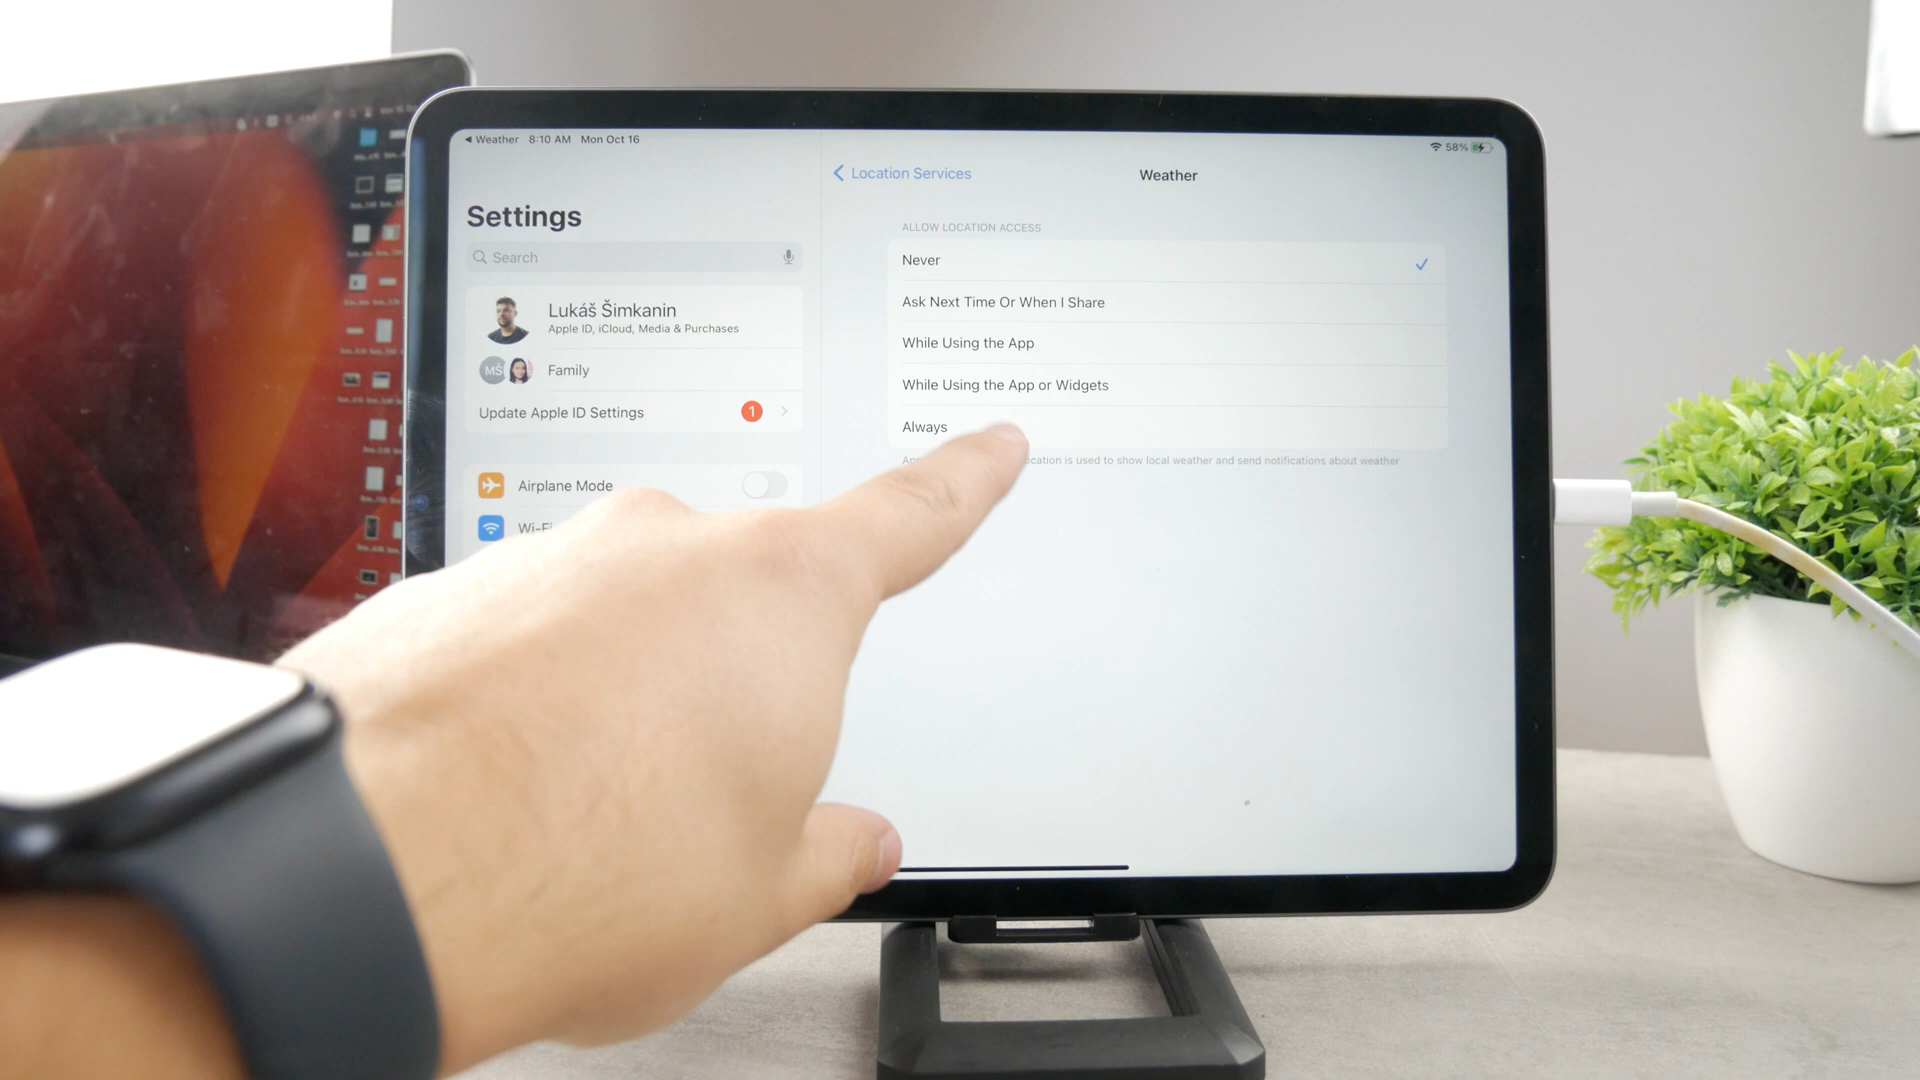 ◀ Weather 8:10 AM Mon Oct 16
58%
Settings
Search
Lukáš Šimkanin
Apple ID, iCloud, Media & Purchases
MŠ
Family
Update Apple ID Settings 1
Airplane Mode
Wi-Fi
Location Services
Weather
ALLOW LOCATION ACCESS
Never
Ask Next Time Or When I Share
While Using the App
While Using the App or Widgets
Always
is used to show local weather and send notifications about weather